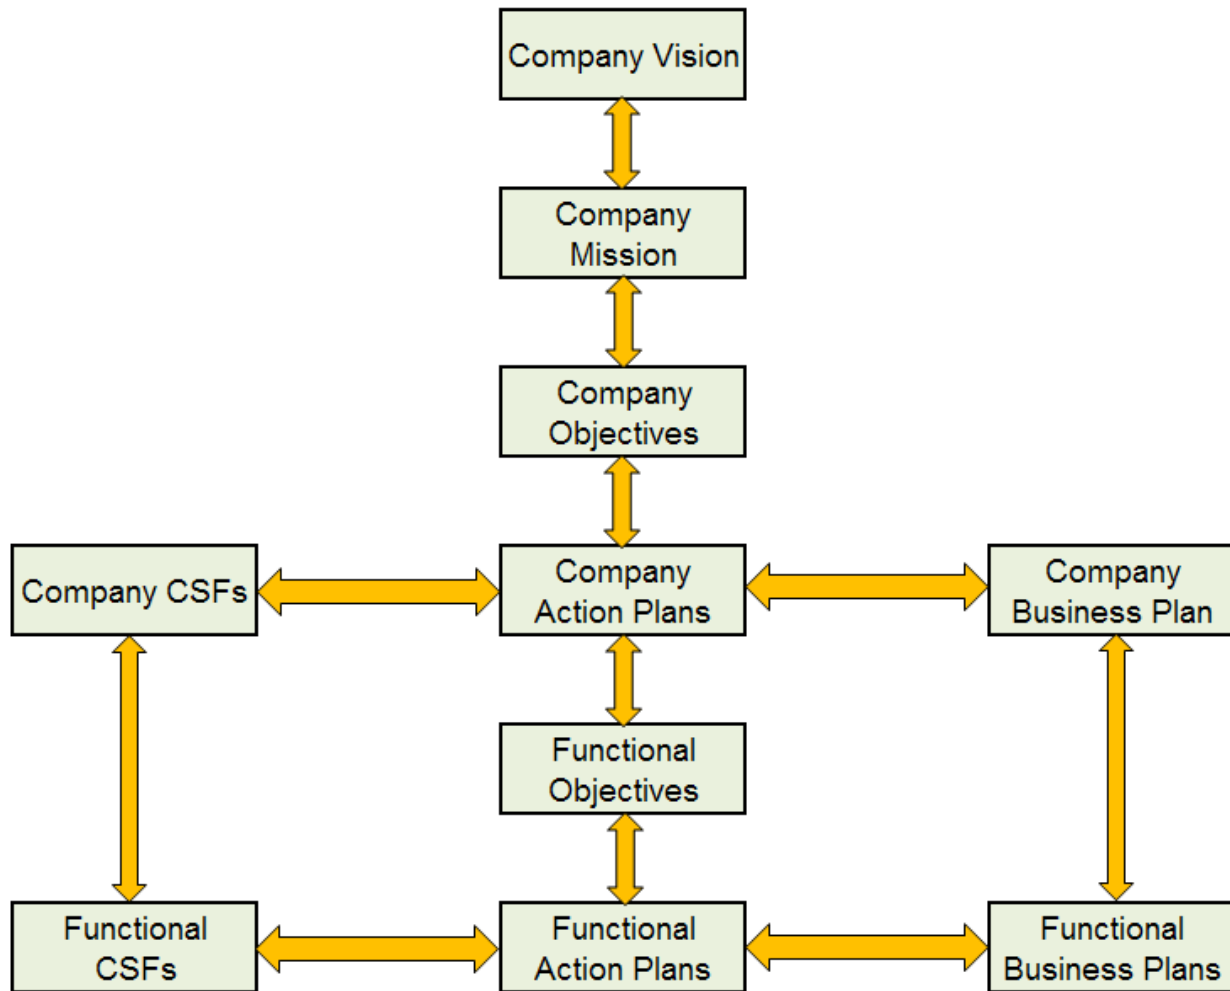 Company Vision
Company
Mission
Company
Objectives
Company CSFs
Company
Action Plans
Company
Business Plan
Functional
Objectives
Functional
CSFs
Functional
Action Plans
Functional
Business Plans